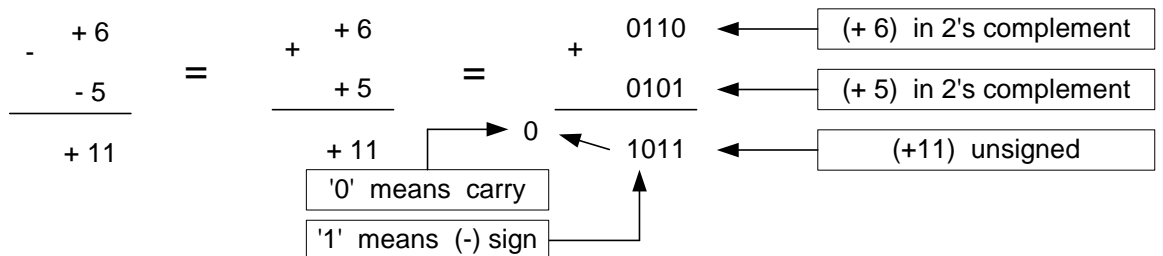 - + 6 = + + 6 = + 0110 (+ 6) in 2's complement
- 5 + 5 0101 (+ 5) in 2's complement
+ 11 + 11 0 1011 (+11) unsigned
'0' means carry
'1' means (-) sign